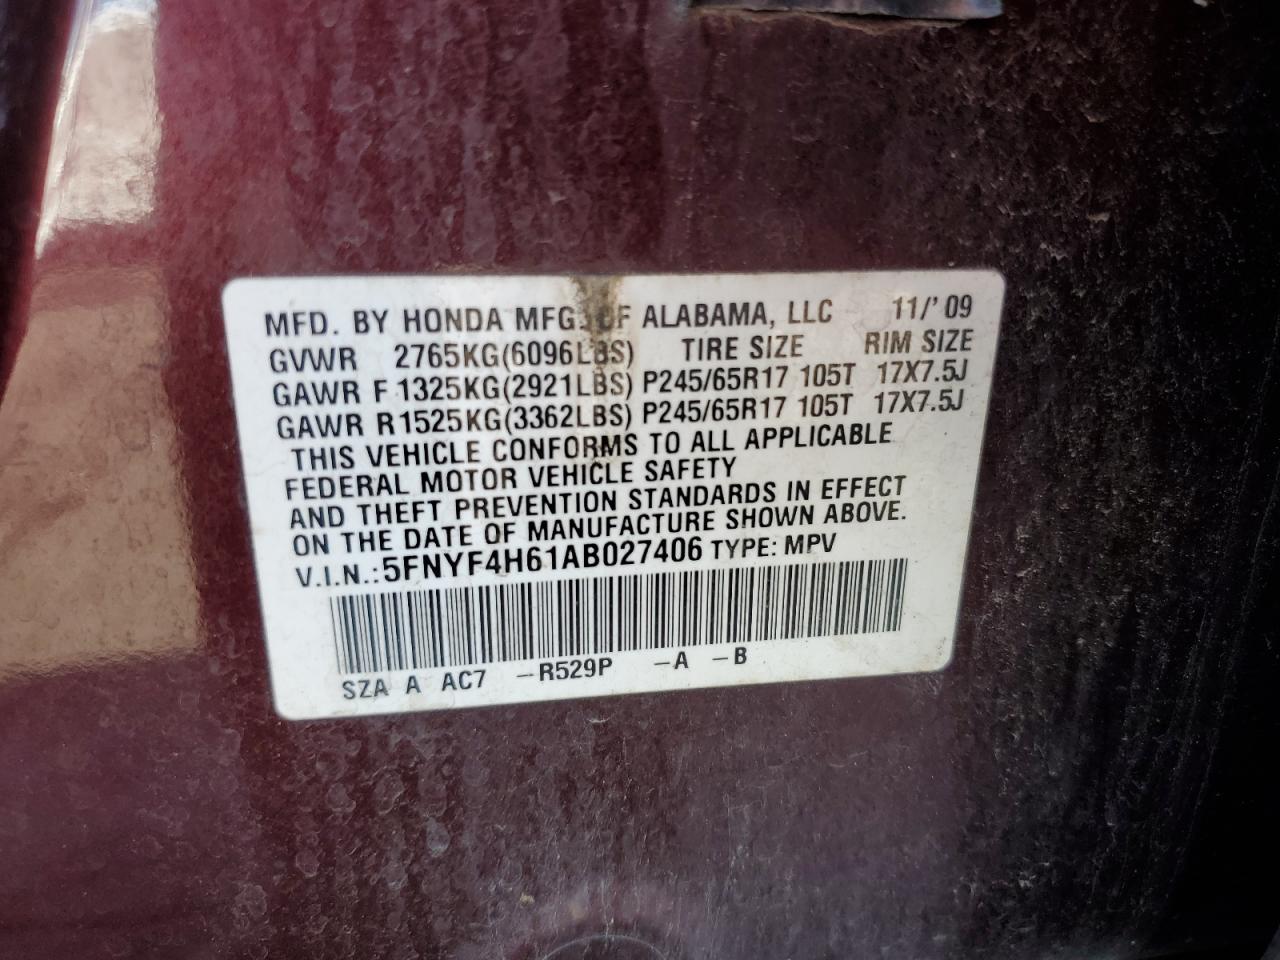 MFD. BY HONDA MFG. OF ALABAMA, LLC 11/'09
GVWR 2765KG(6096LBS) TIRE SIZE RIM SIZE
GAWR F 1325KG(2921LBS) P245/65R17 105T 17X7.5J
GAWR R 1525KG(3362LBS) P245/65R17 105T 17X7.5J
THIS VEHICLE CONFORMS TO ALL APPLICABLE
FEDERAL MOTOR VEHICLE SAFETY
AND THEFT PREVENTION STANDARDS IN EFFECT
ON THE DATE OF MANUFACTURE SHOWN ABOVE.
V.I.N.: 5FNYF4H61AB027406 TYPE: MPV
SZA A AC7 -R529P -A -B